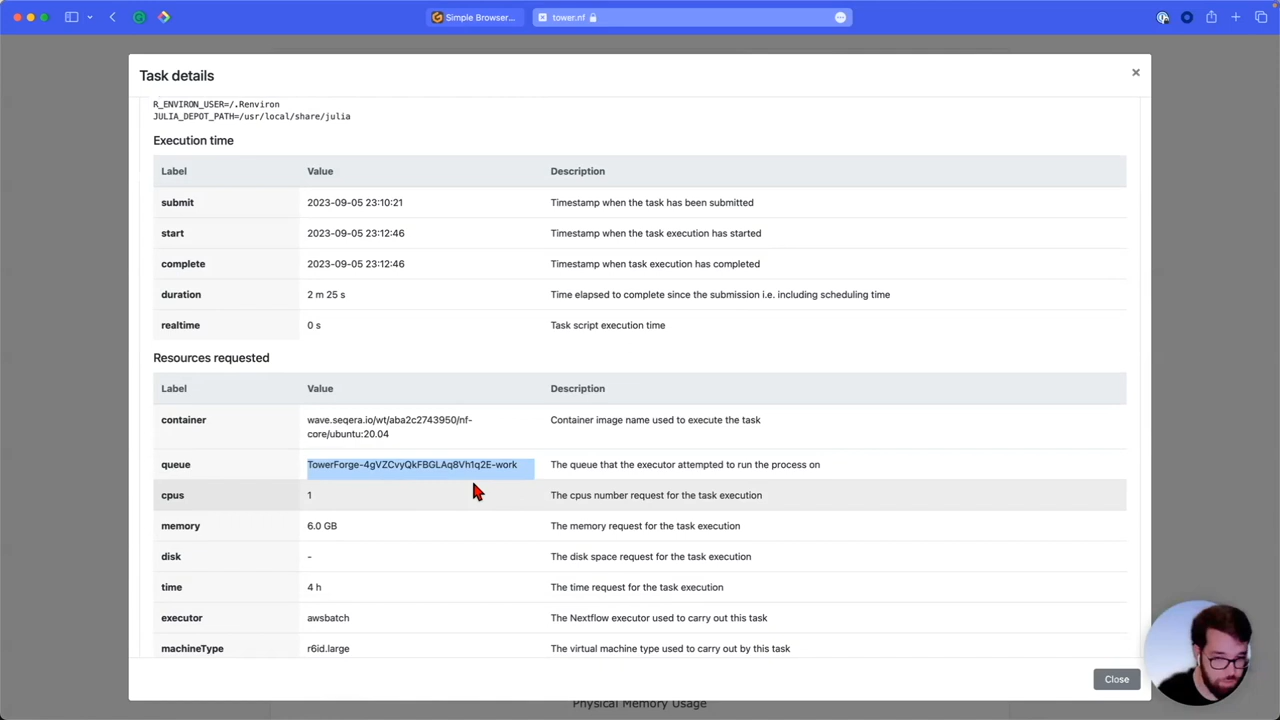 Simple Browser...
tower.nf
Task details
×
R_ENVIRON_USER=/.Renviron
JULIA_DEPOT_PATH=/usr/local/share/julia
Execution time
Label Value Description
submit 2023-09-05 23:10:21 Timestamp when the task has been submitted
start 2023-09-05 23:12:46 Timestamp when the task execution has started
complete 2023-09-05 23:12:46 Timestamp when task execution has completed
duration 2 m 25 s Time elapsed to complete since the submission i.e. including scheduling time
realtime 0 s Task script execution time
Resources requested
Label Value Description
container wave.seqera.io/wt/aba2c2743950/nf- Container image name used to execute the task
core/ubuntu:20.04
queue TowerForge-4gVZCvyQkFBGLAq8Vh1q2E-work The queue that the executor attempted to run the process on
cpus 1 The cpus number request for the task execution
memory 6.0 GB The memory request for the task execution
disk - The disk space request for the task execution
time 4 h The time request for the task execution
executor awsbatch The Nextflow executor used to carry out this task
machineType r6id.large The virtual machine type used to carry out by this task
Close
Physical Memory Usage